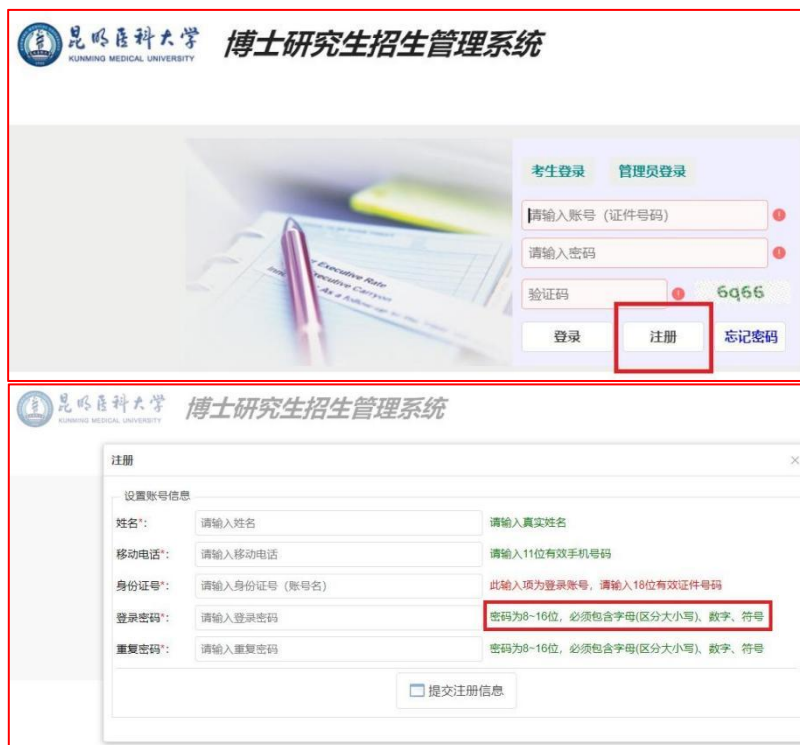 昆明医科大学
KUNMING MEDICAL UNIVERSITY
博士研究生招生管理系统
考生登录 管理员登录
请输入账号（证件号码）
请输入密码
验证码 6q66
登录 注册 忘记密码
Executive Rate
Executive Carryon
As a follow-up to the
昆明医科大学
KUNMING MEDICAL UNIVERSITY
博士研究生招生管理系统
注册 ×
设置账号信息
姓名*: 请输入姓名 请输入真实姓名
移动电话*: 请输入移动电话 请输入11位有效手机号码
身份证号*: 请输入身份证号（账号名） 此输入项为登录账号，请输入18位有效证件号码
登录密码*: 请输入登录密码 密码为8~16位，必须包含字母(区分大小写)、数字、符号
重复密码*: 请输入重复密码 密码为8~16位，必须包含字母(区分大小写)、数字、符号
提交注册信息